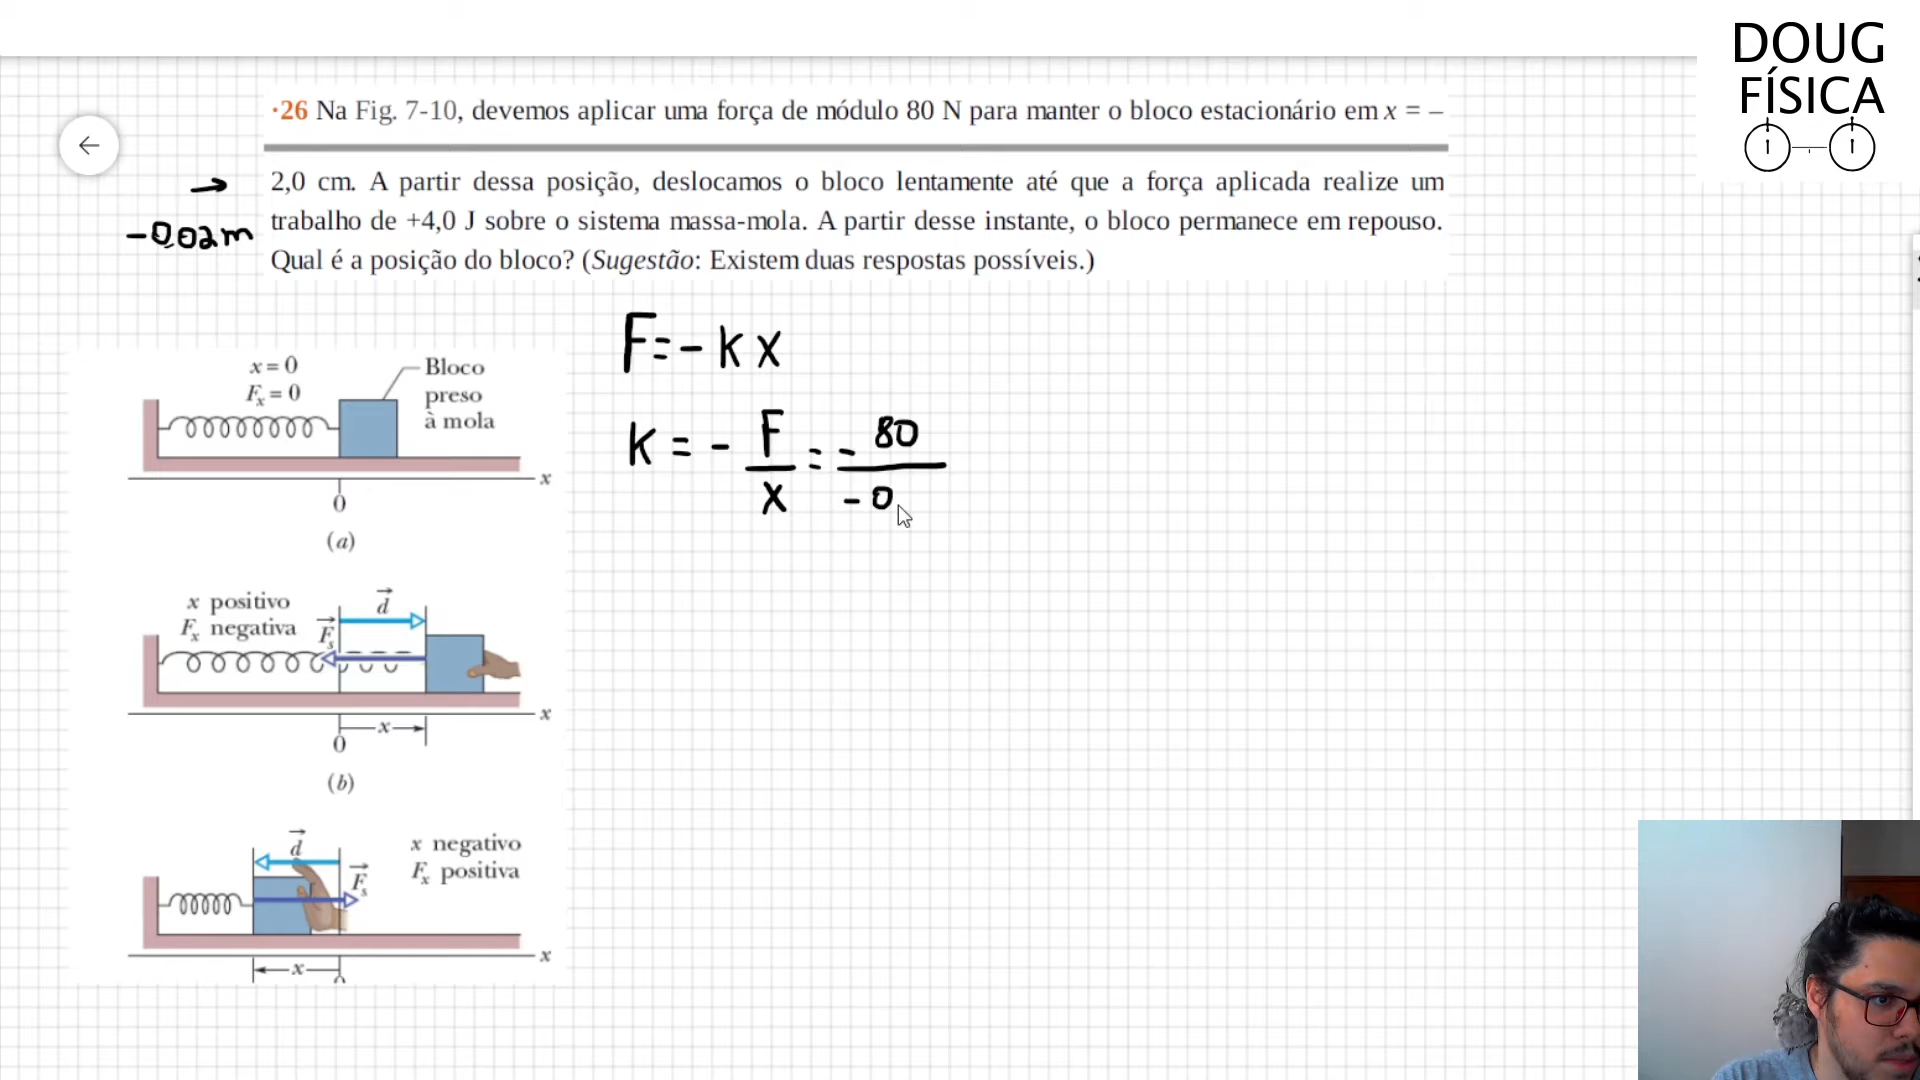 DOUG
FÍSICA
·26 Na Fig. 7-10, devemos aplicar uma força de módulo 80 N para manter o bloco estacionário em x = –
2,0 cm. A partir dessa posição, deslocamos o bloco lentamente até que a força aplicada realize um
trabalho de +4,0 J sobre o sistema massa-mola. A partir desse instante, o bloco permanece em repouso.
Qual é a posição do bloco? (Sugestão: Existem duas respostas possíveis.)
-0,02m
F = - K X
K = - F/X = - 80/-0
x = 0
Fx = 0
Bloco
preso
à mola
x
0
(a)
x positivo
Fx negativa
Fs
d
x
x
0
(b)
d
x negativo
Fx positiva
Fs
x
x